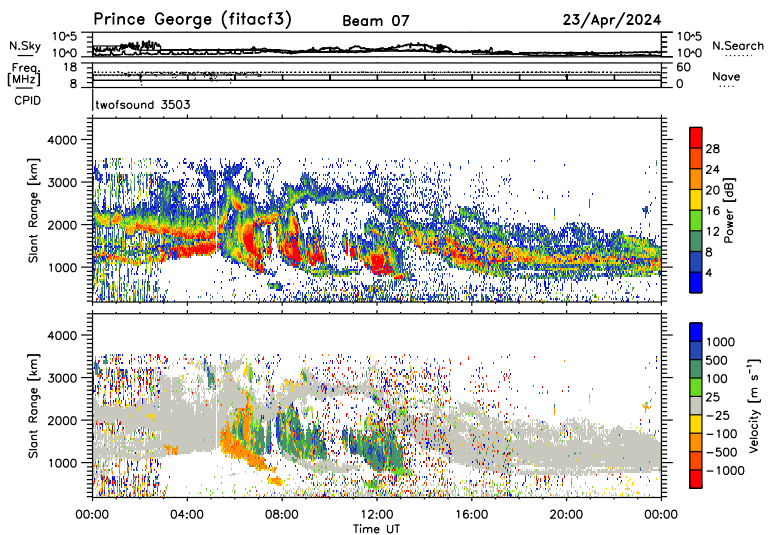 Prince George (fitacf3) Beam 07 23/Apr/2024
N.Sky 10^5 10^5 N.Search
10^0 10^0
Freq. 18 60 Nave
[MHz] 8 0
CPID twofsound 3503
Slant Range [km]
4000
3000
2000
1000
Power [dB]
28
24
20
16
12
8
4
Slant Range [km]
4000
3000
2000
1000
Velocity [m s⁻¹]
1000
500
100
25
−25
−100
−500
−1000
00:00 04:00 08:00 12:00 16:00 20:00 00:00
Time UT